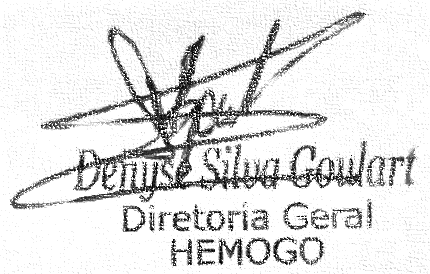 Denyse Silva Goulart
Diretoria Geral
HEMOGO